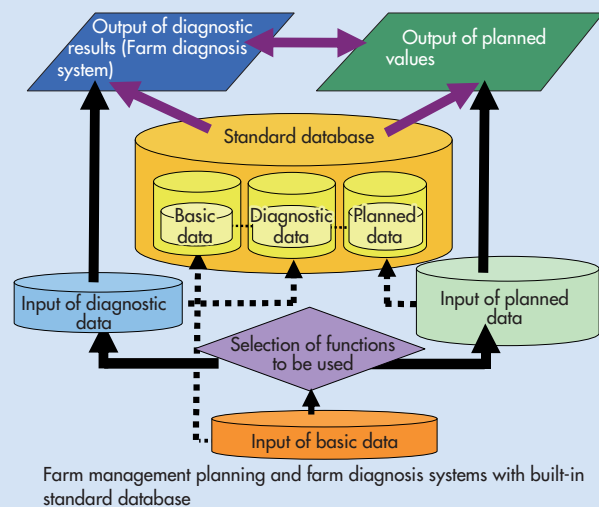 Output of diagnostic
results (Farm diagnosis
system)
Output of planned
values
Standard database
Basic
data
Diagnostic
data
Planned
data
Input of diagnostic
data
Input of planned
data
Selection of functions
to be used
Input of basic data
Farm management planning and farm diagnosis systems with built-in
standard database